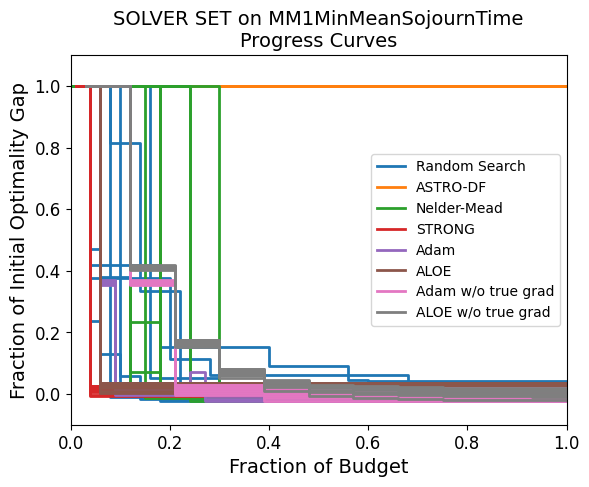 SOLVER SET on MM1MinMeanSojournTime
Progress Curves
Fraction of Initial Optimality Gap
1.0
0.8
0.6
0.4
0.2
0.0
Random Search
ASTRO-DF
Nelder-Mead
STRONG
Adam
ALOE
Adam w/o true grad
ALOE w/o true grad
0.0 0.2 0.4 0.6 0.8 1.0
Fraction of Budget